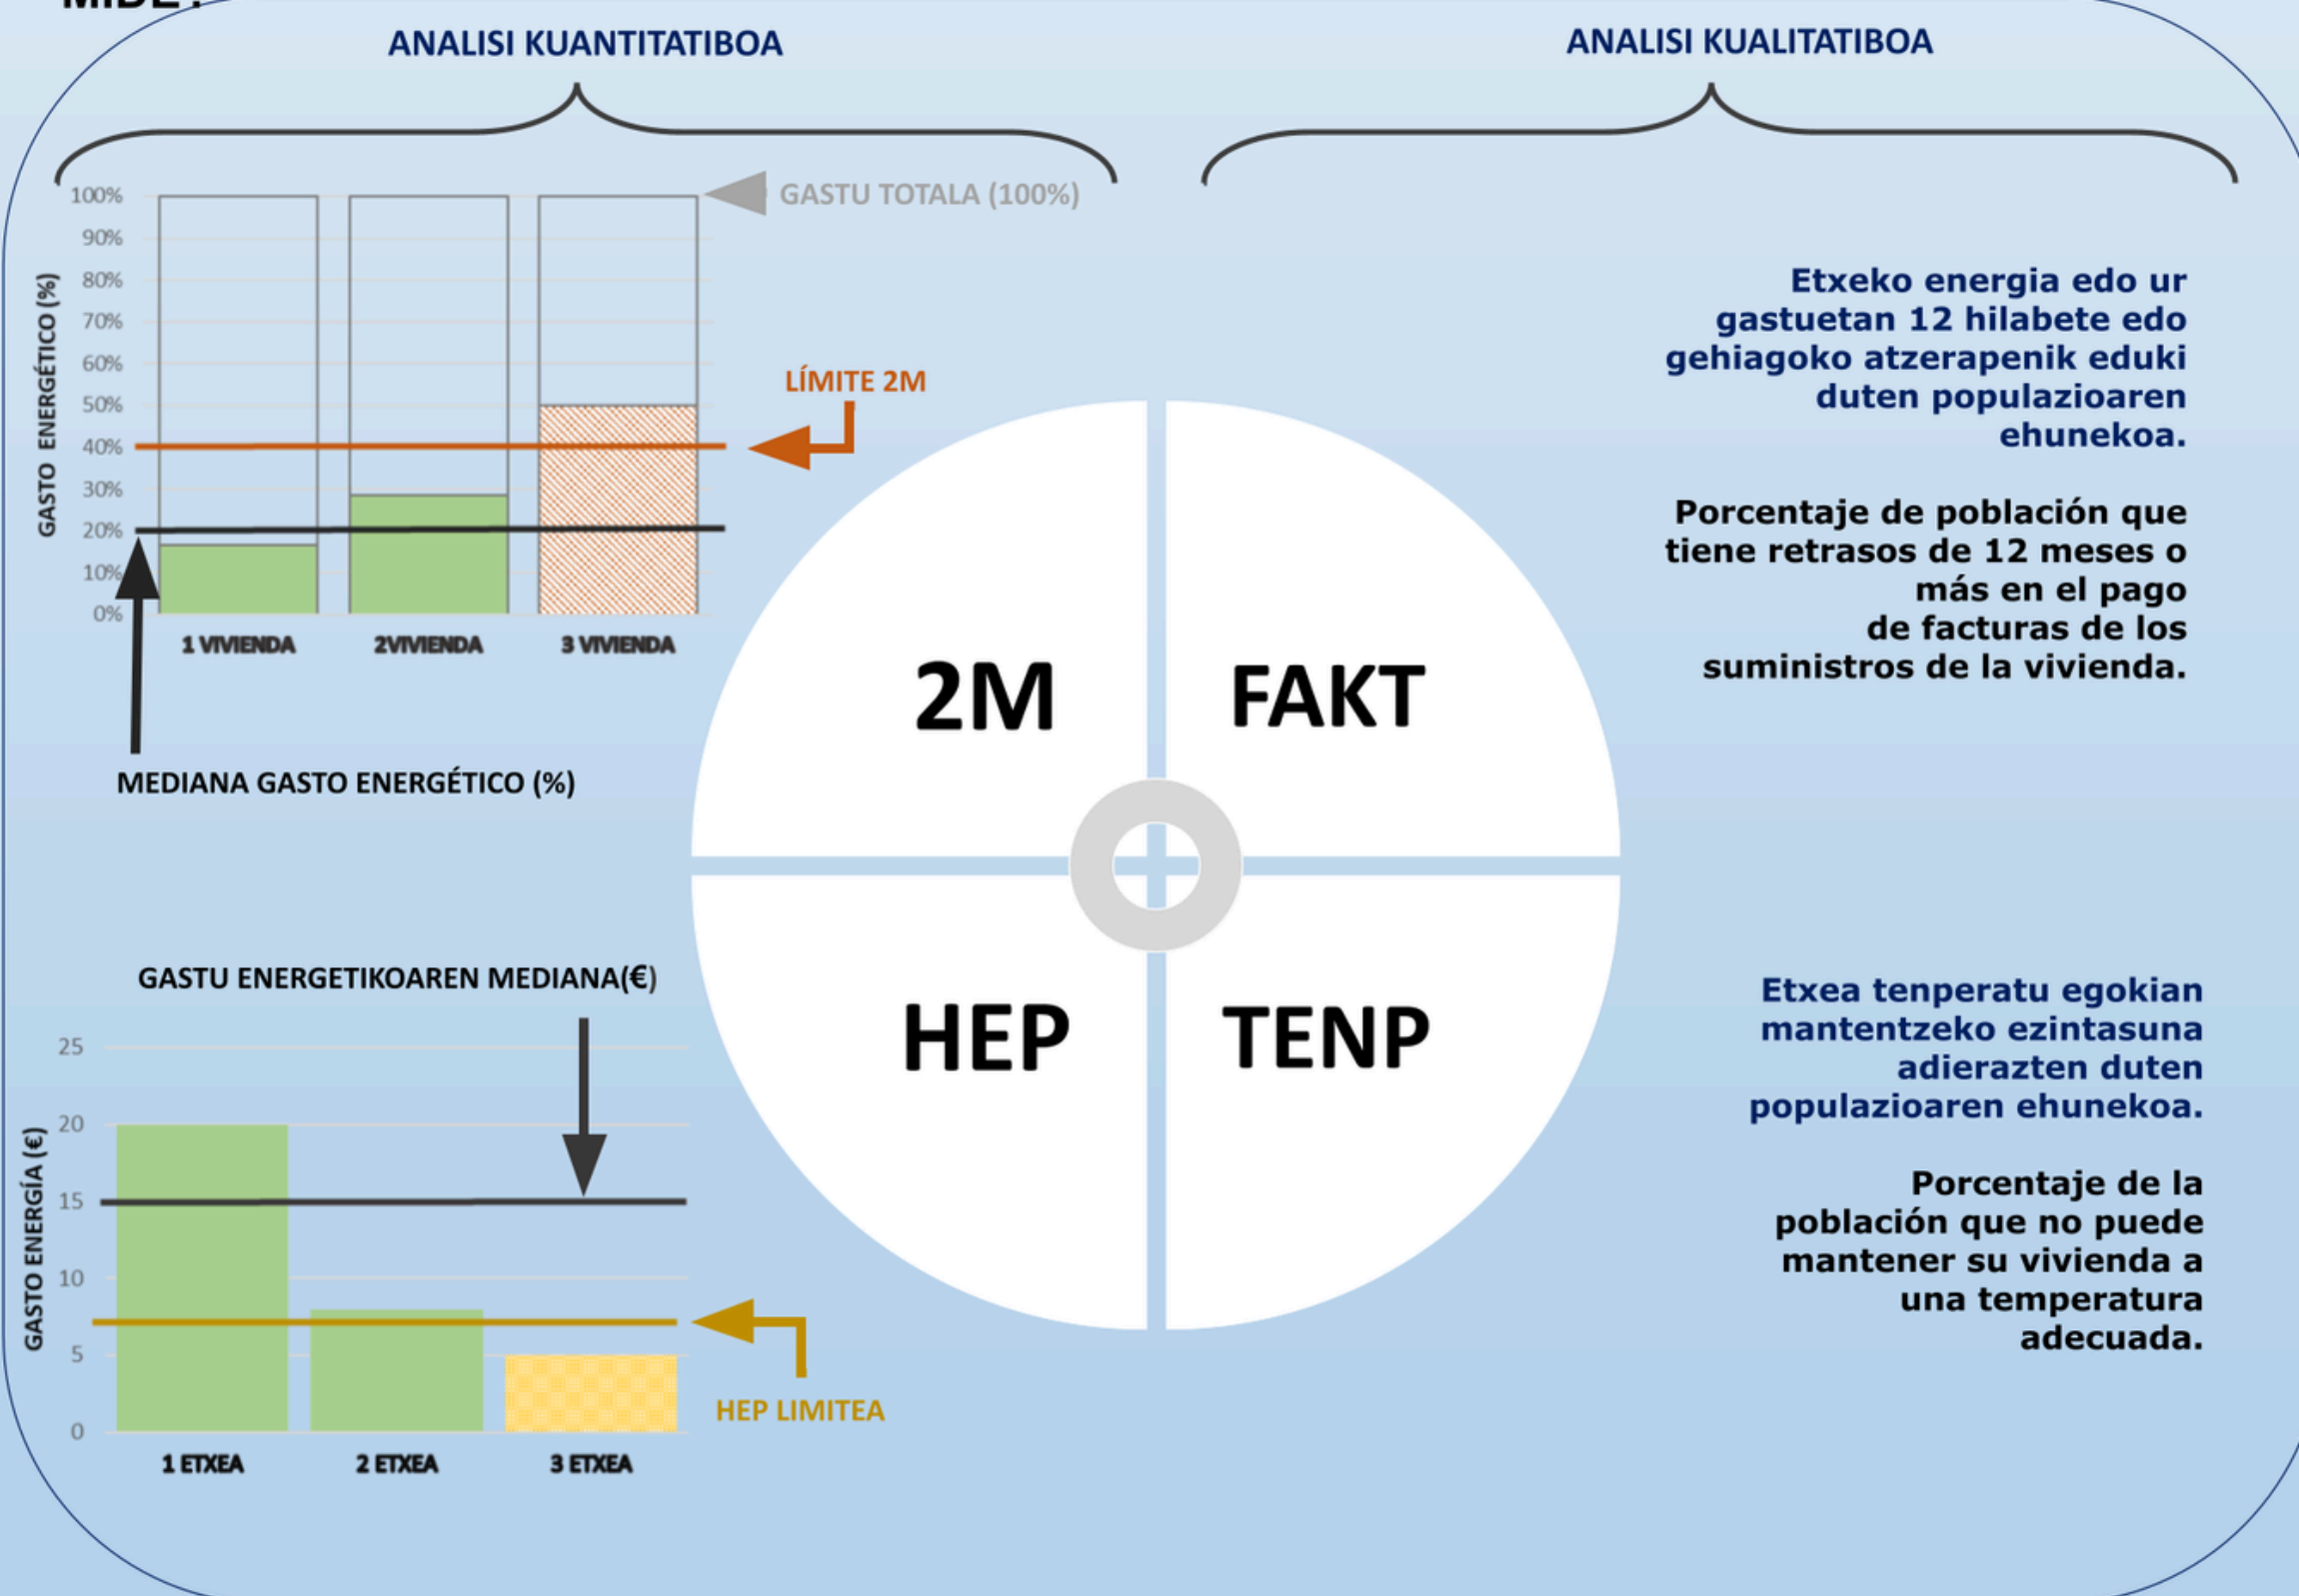 MIDE?
ANALISI KUANTITATIBOA
ANALISI KUALITATIBOA
GASTU TOTALA (100%)
GASTO ENERGÉTICO (%)
100%
90%
80%
70%
60%
50%
40%
30%
20%
10%
0%
1 VIVIENDA
2VIVIENDA
3 VIVIENDA
LÍMITE 2M
MEDIANA GASTO ENERGÉTICO (%)
2M
FAKT
HEP
TENP
Etxeko energia edo ur
gastuetan 12 hilabete edo
gehiagoko atzerapenik eduki
duten populazioaren
ehunekoa.
Porcentaje de población que
tiene retrasos de 12 meses o
más en el pago
de facturas de los
suministros de la vivienda.
GASTU ENERGETIKOAREN MEDIANA(€)
GASTO ENERGÍA (€)
25
20
15
10
5
0
1 ETXEA
2 ETXEA
3 ETXEA
HEP LIMITEA
Etxea tenperatu egokian
mantentzeko ezintasuna
adierazten duten
populazioaren ehunekoa.
Porcentaje de la
población que no puede
mantener su vivienda a
una temperatura
adecuada.